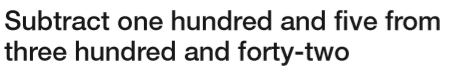 Subtract one hundred and five from
three hundred and forty-two